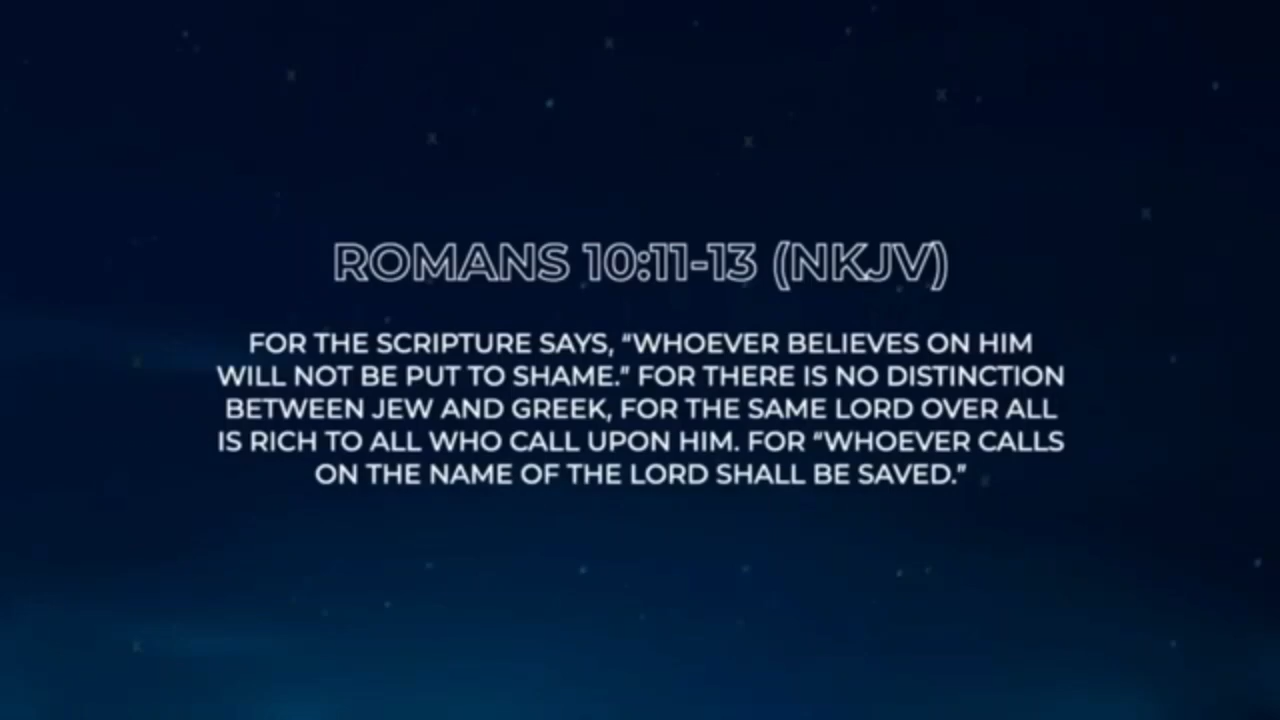 ROMANS 10:11-13 (NKJV)
FOR THE SCRIPTURE SAYS, “WHOEVER BELIEVES ON HIM
WILL NOT BE PUT TO SHAME.” FOR THERE IS NO DISTINCTION
BETWEEN JEW AND GREEK, FOR THE SAME LORD OVER ALL
IS RICH TO ALL WHO CALL UPON HIM. FOR “WHOEVER CALLS
ON THE NAME OF THE LORD SHALL BE SAVED.”